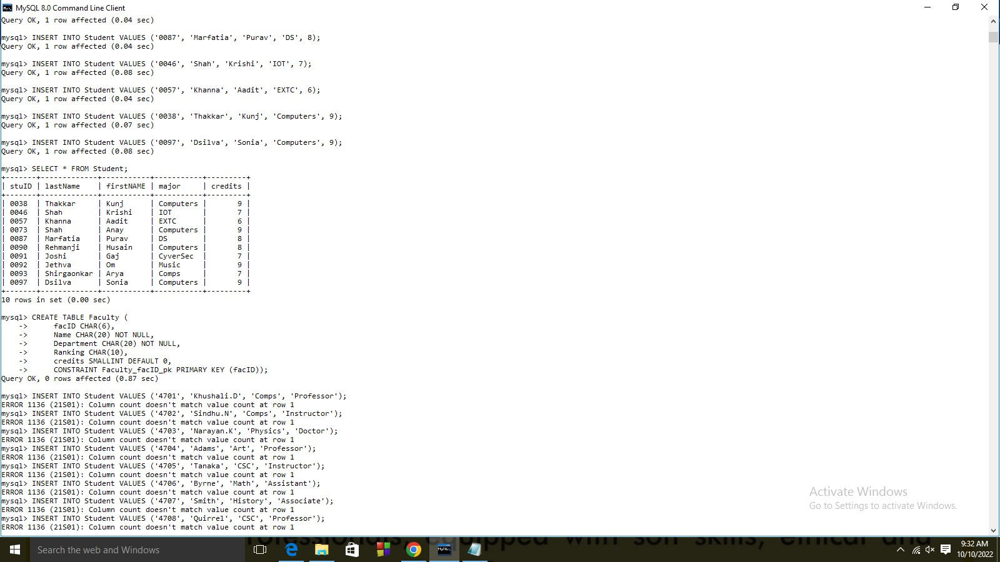 MySQL 8.0 Command Line Client
Query OK, 1 row affected (0.04 sec)
mysql> INSERT INTO Student VALUES ('0087', 'Marfatia', 'Purav', 'DS', 8);
Query OK, 1 row affected (0.04 sec)
mysql> INSERT INTO Student VALUES ('0046', 'Shah', 'Krishi', 'IOT', 7);
Query OK, 1 row affected (0.08 sec)
mysql> INSERT INTO Student VALUES ('0057', 'Khanna', 'Aadit', 'EXTC', 6);
Query OK, 1 row affected (0.04 sec)
mysql> INSERT INTO Student VALUES ('0038', 'Thakkar', 'Kunj', 'Computers', 9);
Query OK, 1 row affected (0.07 sec)
mysql> INSERT INTO Student VALUES ('0097', 'Dsilva', 'Sonia', 'Computers', 9);
Query OK, 1 row affected (0.08 sec)
mysql> SELECT * FROM Student;
+-------+-------------+-----------+-----------+---------+
| stuID | lastName    | firstNAME | major     | credits |
+-------+-------------+-----------+-----------+---------+
| 0038  | Thakkar     | Kunj      | Computers |       9 |
| 0046  | Shah        | Krishi    | IOT       |       7 |
| 0057  | Khanna      | Aadit     | EXTC      |       6 |
| 0073  | Shah        | Anay      | Computers |       9 |
| 0087  | Marfatia    | Purav     | DS        |       8 |
| 0090  | Rehmanji    | Husain    | Computers |       8 |
| 0091  | Joshi       | Gaj       | CyverSec  |       7 |
| 0092  | Jethva      | Om        | Music     |       9 |
| 0093  | Shirgaonkar | Arya      | Comps     |       7 |
| 0097  | Dsilva      | Sonia     | Computers |       9 |
+-------+-------------+-----------+-----------+---------+
10 rows in set (0.00 sec)
mysql> CREATE TABLE Faculty (
    ->      facID CHAR(6),
    ->      Name CHAR(20) NOT NULL,
    ->      Department CHAR(20) NOT NULL,
    ->      Ranking CHAR(10),
    ->      credits SMALLINT DEFAULT 0,
    ->      CONSTRAINT Faculty_facID_pk PRIMARY KEY (facID));
Query OK, 0 rows affected (0.87 sec)
mysql> INSERT INTO Student VALUES ('4701', 'Khushali.D', 'Comps', 'Professor');
ERROR 1136 (21S01): Column count doesn't match value count at row 1
mysql> INSERT INTO Student VALUES ('4702', 'Sindhu.N', 'Comps', 'Instructor');
ERROR 1136 (21S01): Column count doesn't match value count at row 1
mysql> INSERT INTO Student VALUES ('4703', 'Narayan.K', 'Physics', 'Doctor');
ERROR 1136 (21S01): Column count doesn't match value count at row 1
mysql> INSERT INTO Student VALUES ('4704', 'Adams', 'Art', 'Professor');
ERROR 1136 (21S01): Column count doesn't match value count at row 1
mysql> INSERT INTO Student VALUES ('4705', 'Tanaka', 'CSC', 'Instructor');
ERROR 1136 (21S01): Column count doesn't match value count at row 1
mysql> INSERT INTO Student VALUES ('4706', 'Byrne', 'Math', 'Assistant');
ERROR 1136 (21S01): Column count doesn't match value count at row 1
mysql> INSERT INTO Student VALUES ('4707', 'Smith', 'History', 'Associate');
ERROR 1136 (21S01): Column count doesn't match value count at row 1
mysql> INSERT INTO Student VALUES ('4708', 'Quirrel', 'CSC', 'Professor');
ERROR 1136 (21S01): Column count doesn't match value count at row 1
Activate Windows
Go to Settings to activate Windows.
Search the web and Windows
9:32 AM
10/10/2022